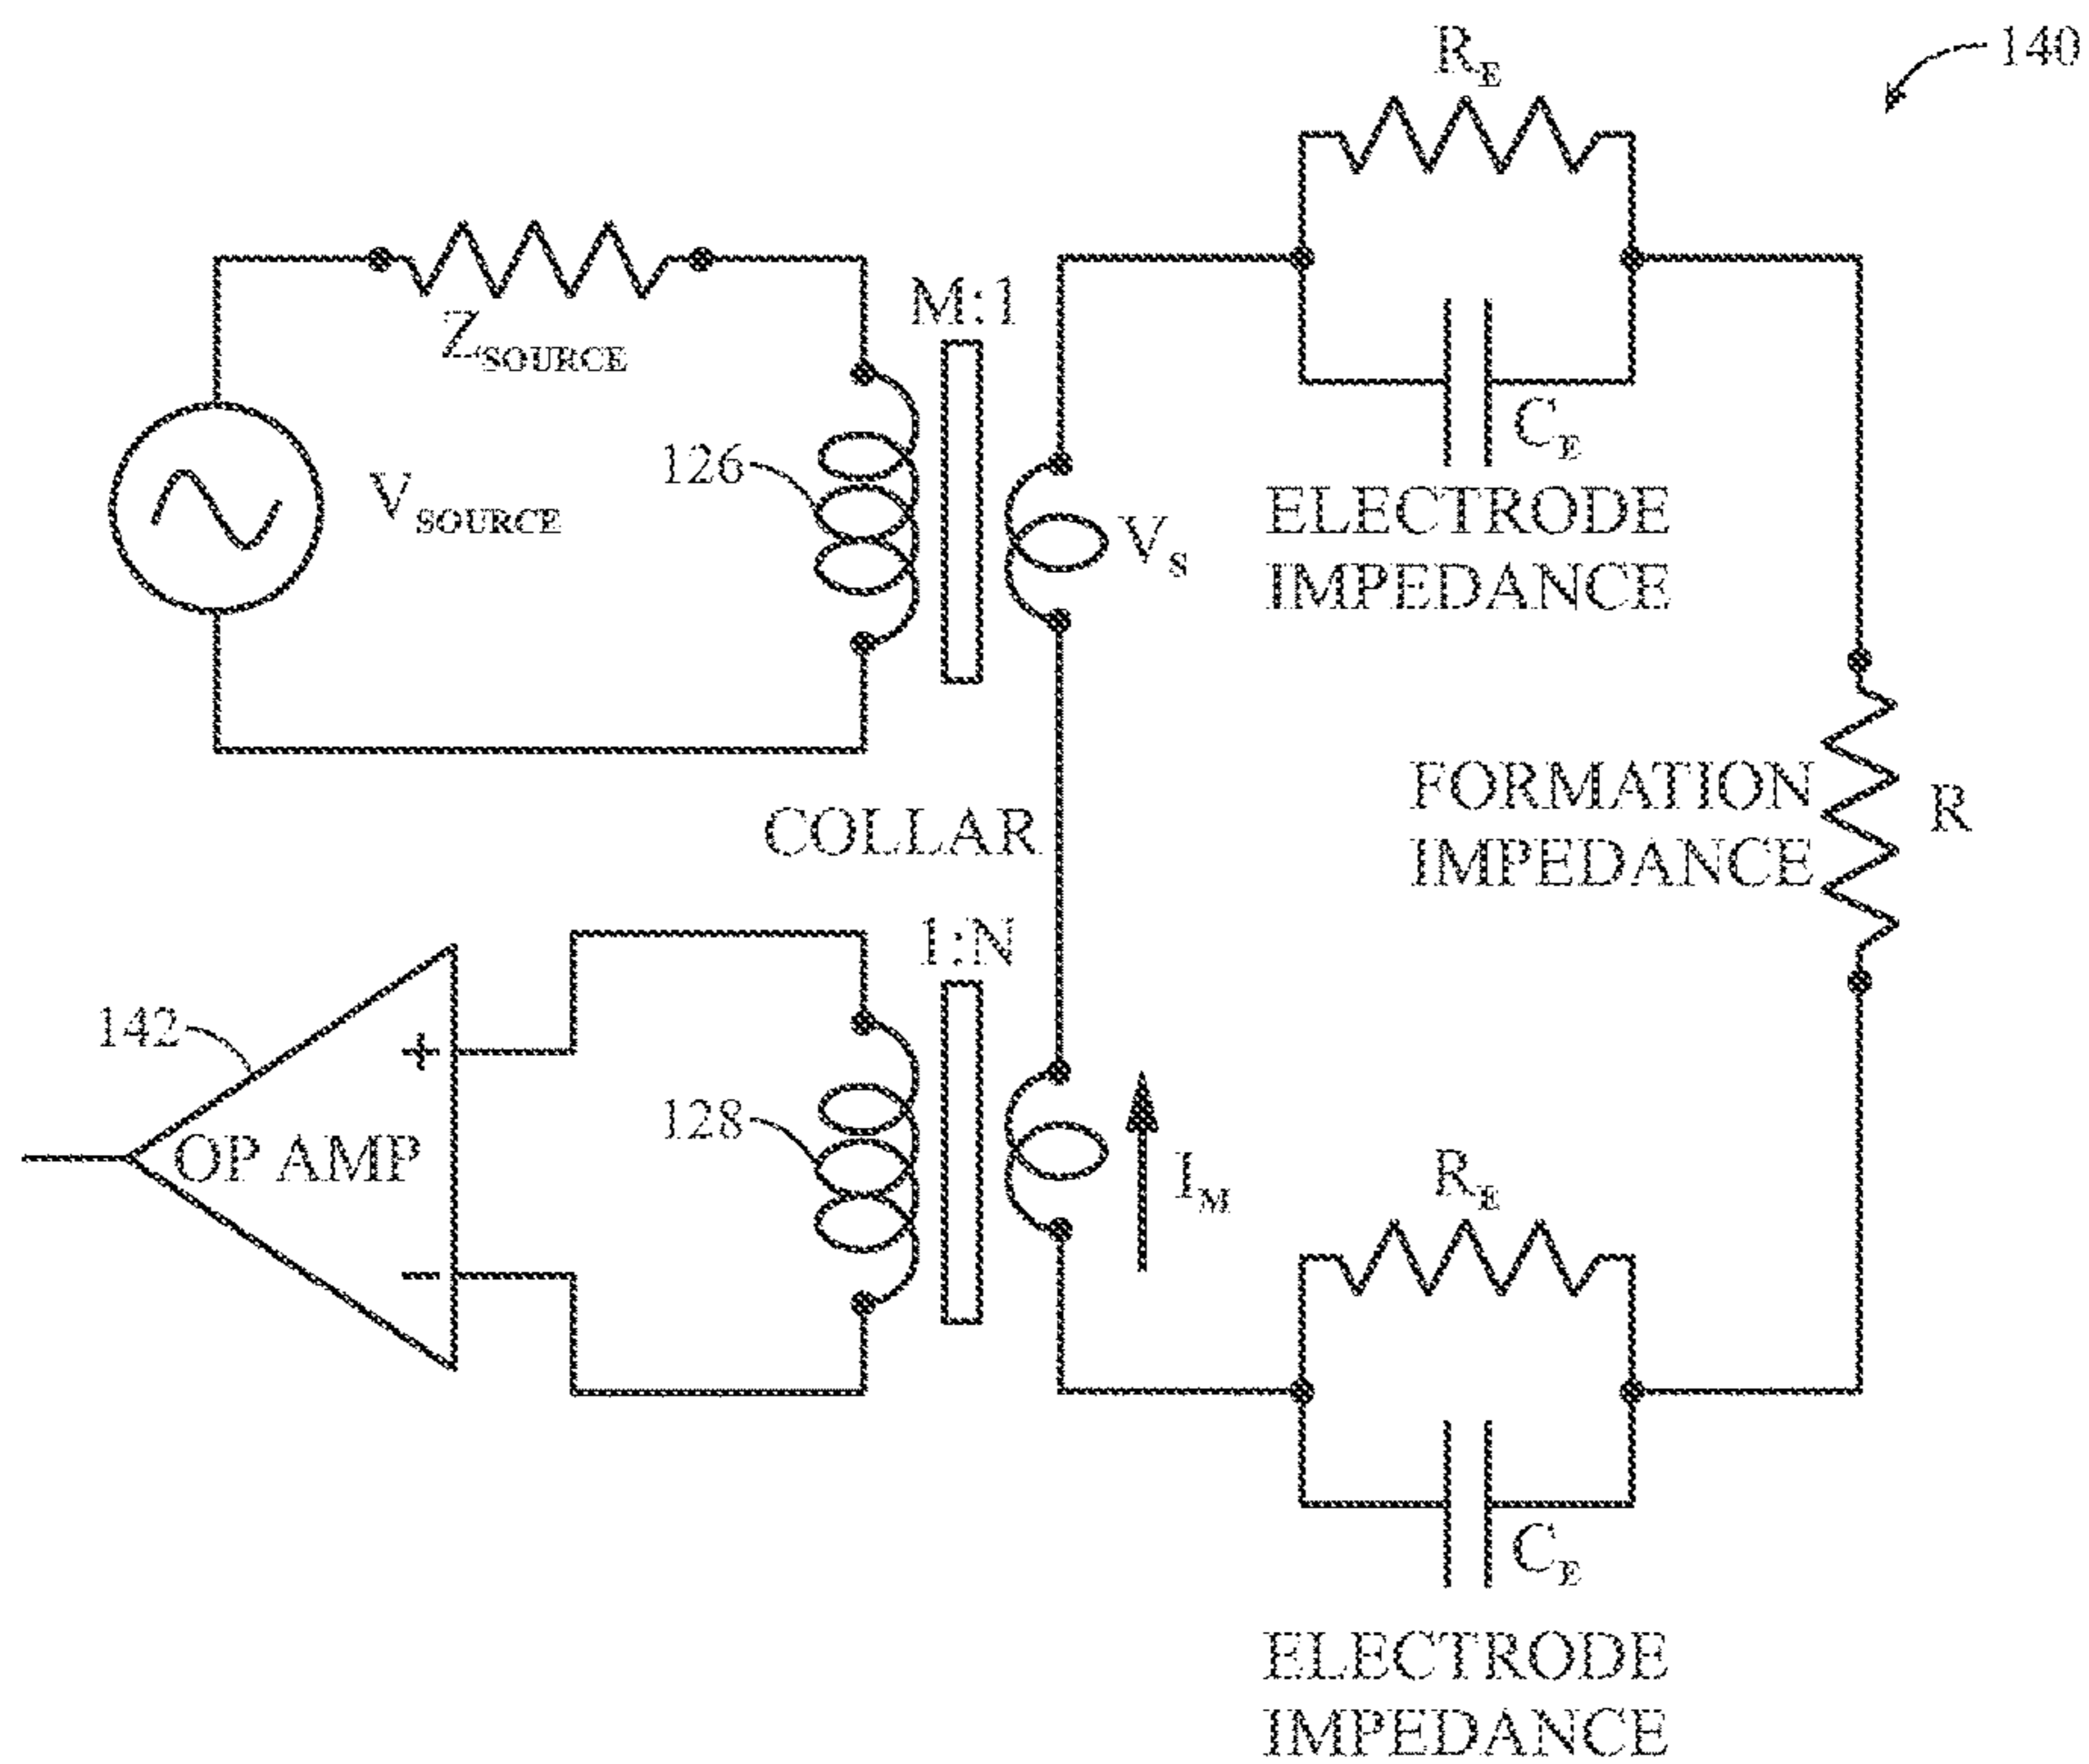 140
R_E
Z_SOURCE
M:1
C_E
126
V_SOURCE
V_S
ELECTRODE
IMPEDANCE
FORMATION
IMPEDANCE
R
COLLAR
1:N
142
+
128
OP AMP
I_M
R_E
−
C_E
ELECTRODE
IMPEDANCE